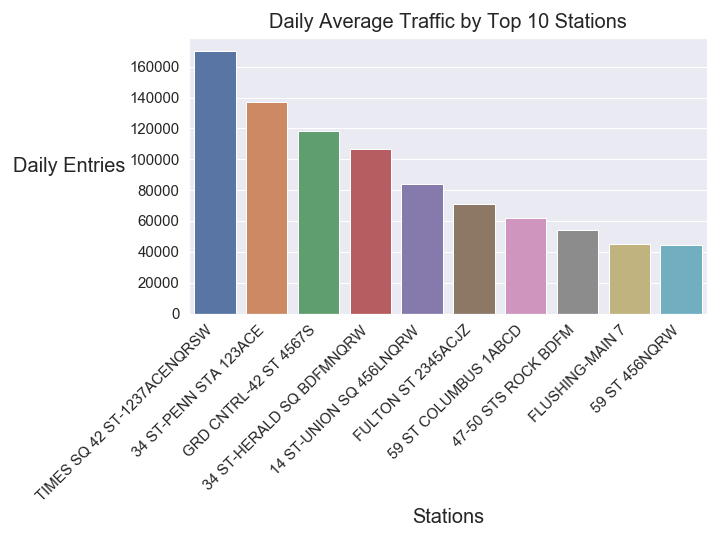 Daily Average Traffic by Top 10 Stations
Daily Entries
160000
140000
120000
100000
80000
60000
40000
20000
0
TIMES SQ 42 ST-1237ACENQRSW
34 ST-PENN STA 123ACE
GRD CNTRL-42 ST 4567S
34 ST-HERALD SQ BDFMNQRW
14 ST-UNION SQ 456LNQRW
FULTON ST 2345ACJZ
59 ST COLUMBUS 1ABCD
47-50 STS ROCK BDFM
FLUSHING-MAIN 7
59 ST 456NQRW
Stations